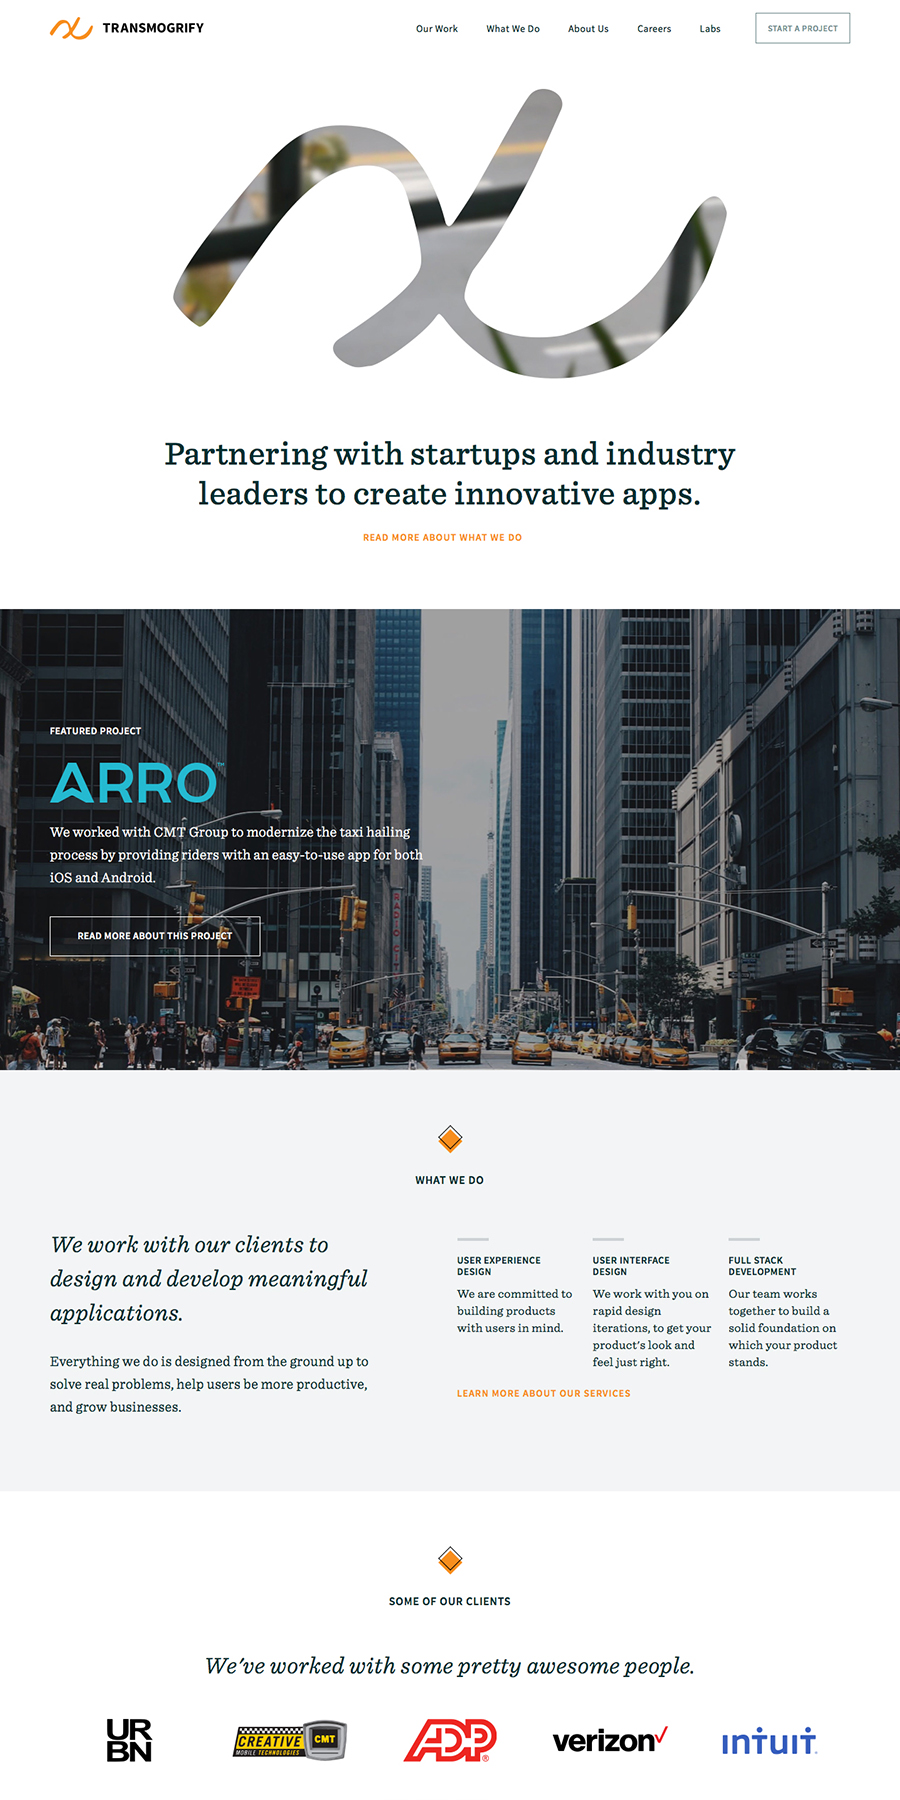 TRANSMOGRIFY
Our Work What We Do About Us Careers Labs START A PROJECT
Partnering with startups and industry
leaders to create innovative apps.
READ MORE ABOUT WHAT WE DO
FEATURED PROJECT
ARRO™
We worked with CMT Group to modernize the taxi hailing
process by providing riders with an easy-to-use app for both
iOS and Android.
READ MORE ABOUT THIS PROJECT
RADIO CITY
WHAT WE DO
We work with our clients to
design and develop meaningful
applications.
Everything we do is designed from the ground up to
solve real problems, help users be more productive,
and grow businesses.
USER EXPERIENCE
DESIGN
We are committed to
building products
with users in mind.
USER INTERFACE
DESIGN
We work with you on
rapid design
iterations, to get your
product's look and
feel just right.
FULL STACK
DEVELOPMENT
Our team works
together to build a
solid foundation on
which your product
stands.
LEARN MORE ABOUT OUR SERVICES
SOME OF OUR CLIENTS
We've worked with some pretty awesome people.
URBN
CREATIVE
MOBILE TECHNOLOGIES
CMT
ADP®
verizon
intuit